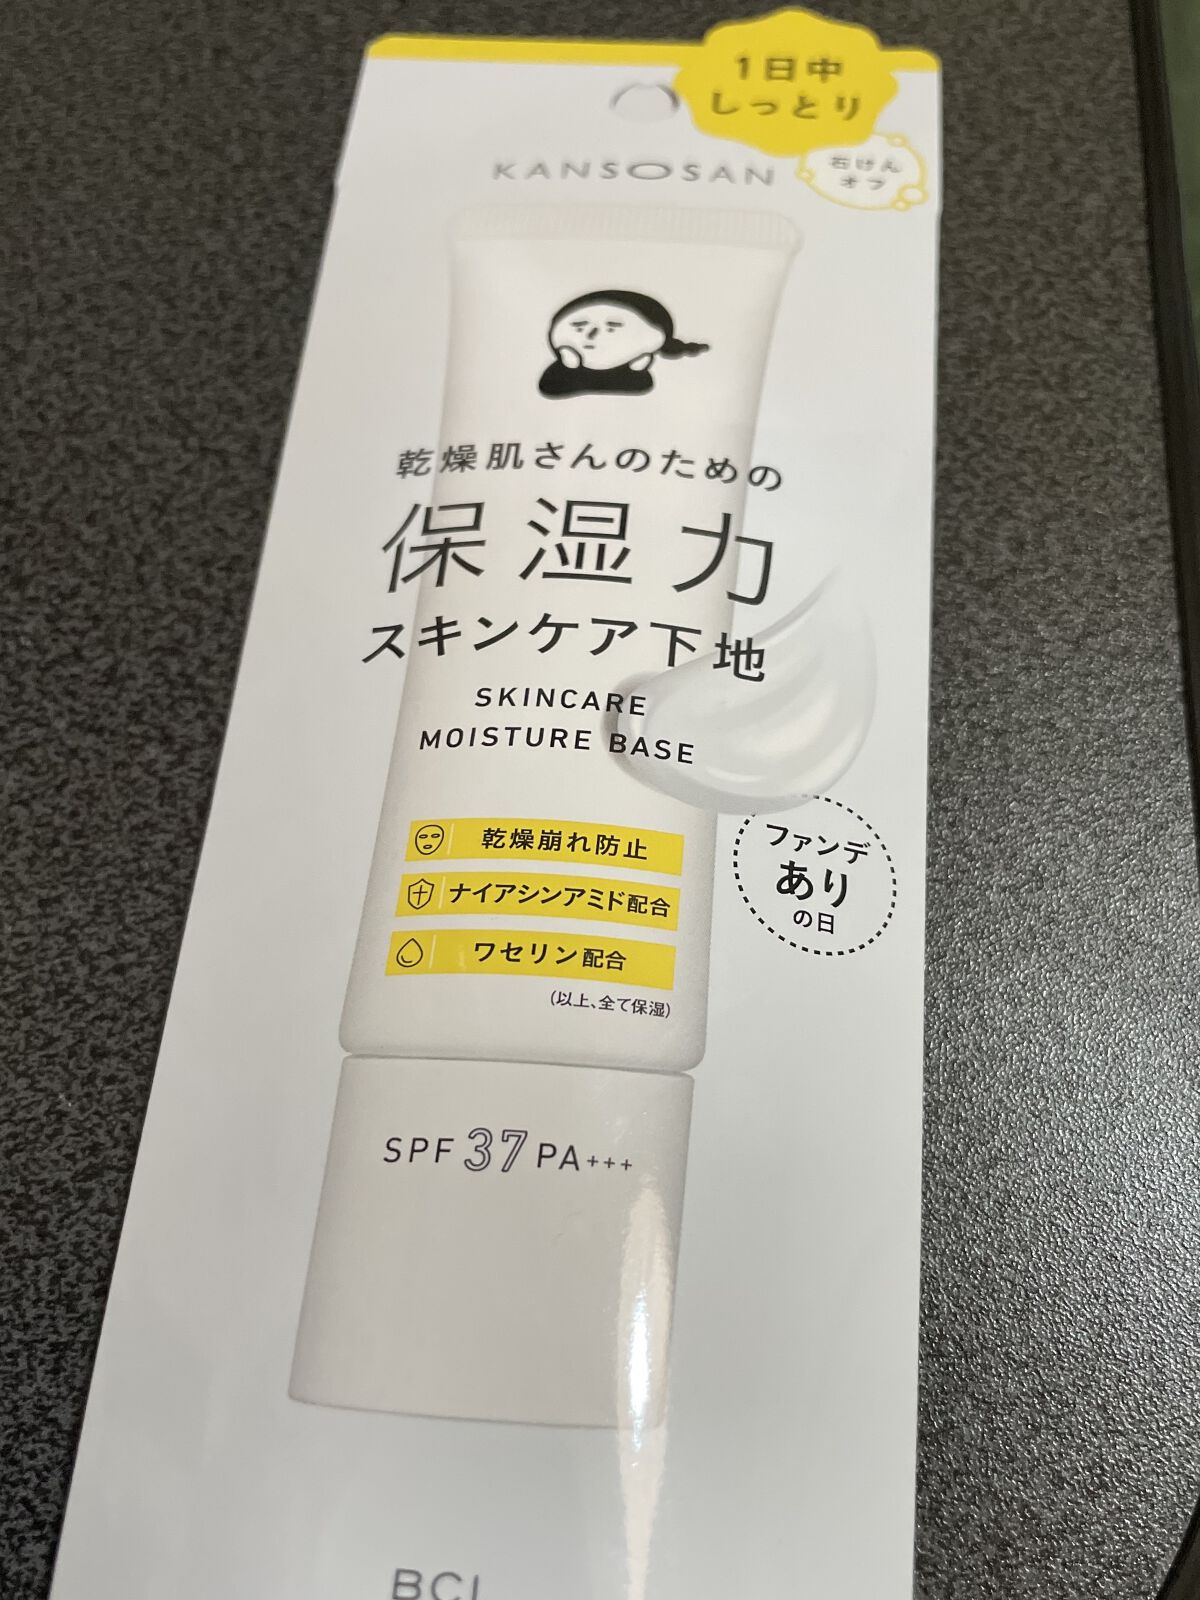 1日中
しっとり
KANSOSAN
石けん
オフ
乾燥肌さんのための
保湿力
スキンケア下地
SKINCARE
MOISTURE BASE
乾燥崩れ防止
ナイアシンアミド配合
ワセリン配合
(以上、全て保湿)
ファンデ
あり
の日
SPF 37 PA+++
BCL